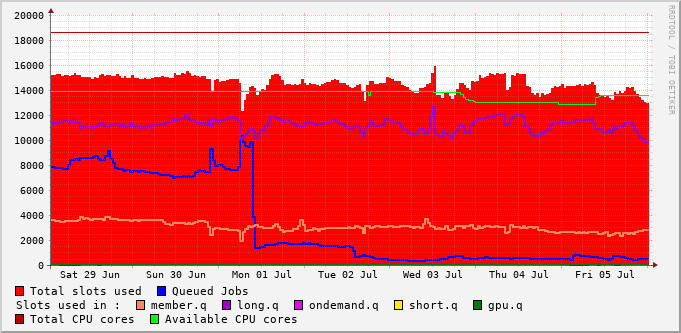 20000
18000
16000
14000
12000
10000
8000
6000
4000
2000
0
Sat 29 Jun Sun 30 Jun Mon 01 Jul Tue 02 Jul Wed 03 Jul Thu 04 Jul Fri 05 Jul
Total slots used Queued Jobs
Slots used in : member.q long.q ondemand.q short.q gpu.q
Total CPU cores Available CPU cores
RRDTOOL / TOBI OETIKER